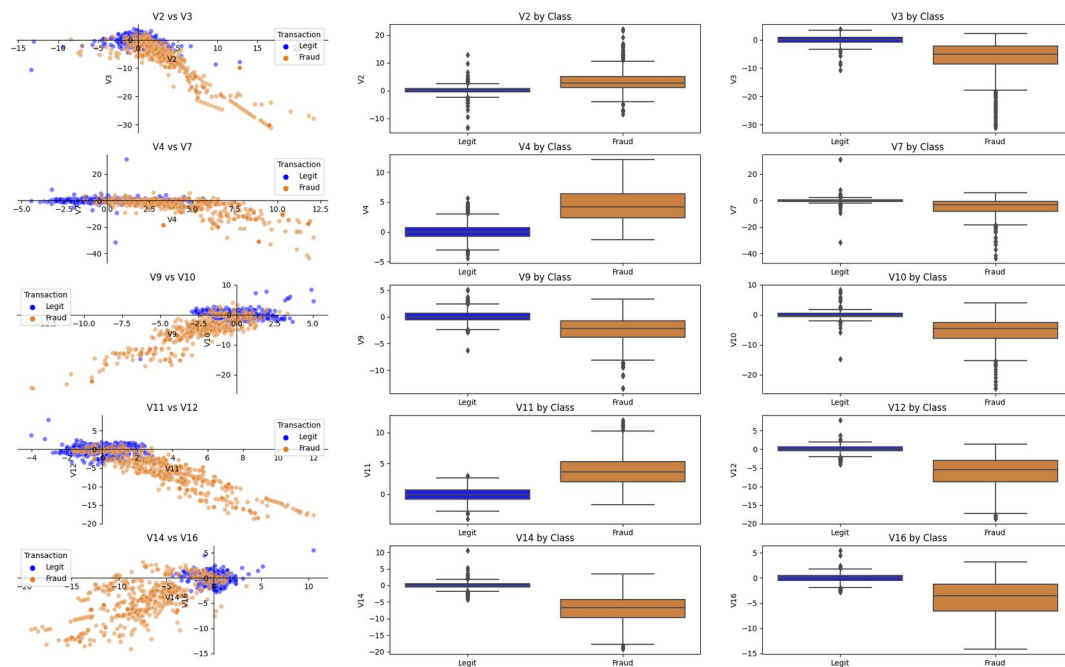 V2 vs V3
Transaction
Legit
Fraud
−15 −10 −5 0 5
V2
V3
−10
−20
−30
V2 by Class
V2
20
10
0
−10
Legit Fraud
V3 by Class
V3
0
−10
−20
−30
Legit Fraud
V4 vs V7
Transaction
Legit
Fraud
20
0
−5.0 −2.5 0.0 2.5 5.0 7.5 10.0 12.5
V4
−20
−40
V4 by Class
V4
10
5
0
−5
Legit Fraud
V7 by Class
V7
20
0
−20
−40
Legit Fraud
V9 vs V10
Transaction
Legit
Fraud
10
5
−10.0 −7.5 −5.0 −2.5 0.0 2.5 5.0
V9
V10
−10
−20
V9 by Class
V9
5
0
−5
−10
Legit Fraud
V10 by Class
V10
0
−10
−20
Legit Fraud
V11 vs V12
Transaction
Legit
Fraud
5
0
−4 4 6 8 10 12
V11
V12
−5
−10
−15
−20
V11 by Class
V11
10
5
0
Legit Fraud
V12 by Class
V12
5
0
−5
−10
−15
Legit Fraud
V14 vs V16
Transaction
Legit
Fraud
5
−20 −15 −10 −5 0 5 10
V14
V16
−5
−10
−15
V14 by Class
V14
10
5
0
−5
−10
−15
−20
Legit Fraud
V16 by Class
V16
5
0
−5
−10
−15
Legit Fraud